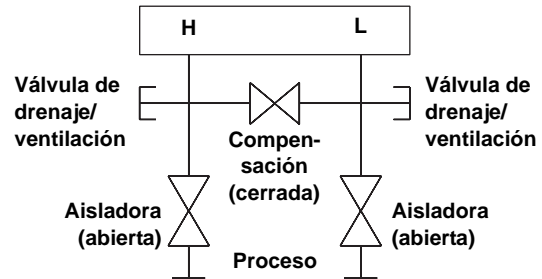 H
L
Válvula de
drenaje/
ventilación
Válvula de
drenaje/
ventilación
Compen-
sación
(cerrada)
Aisladora
(abierta)
Aisladora
(abierta)
Proceso